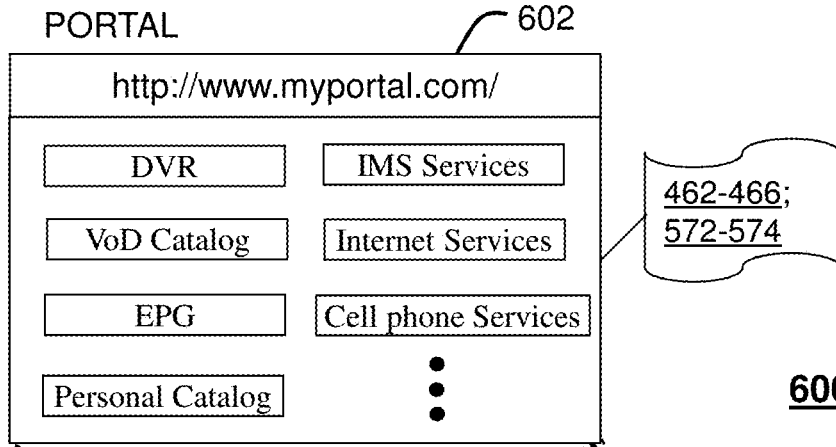 PORTAL
602
http://www.myportal.com/
DVR
IMS Services
VoD Catalog
Internet Services
EPG
Cell phone Services
Personal Catalog
462-466;
572-574